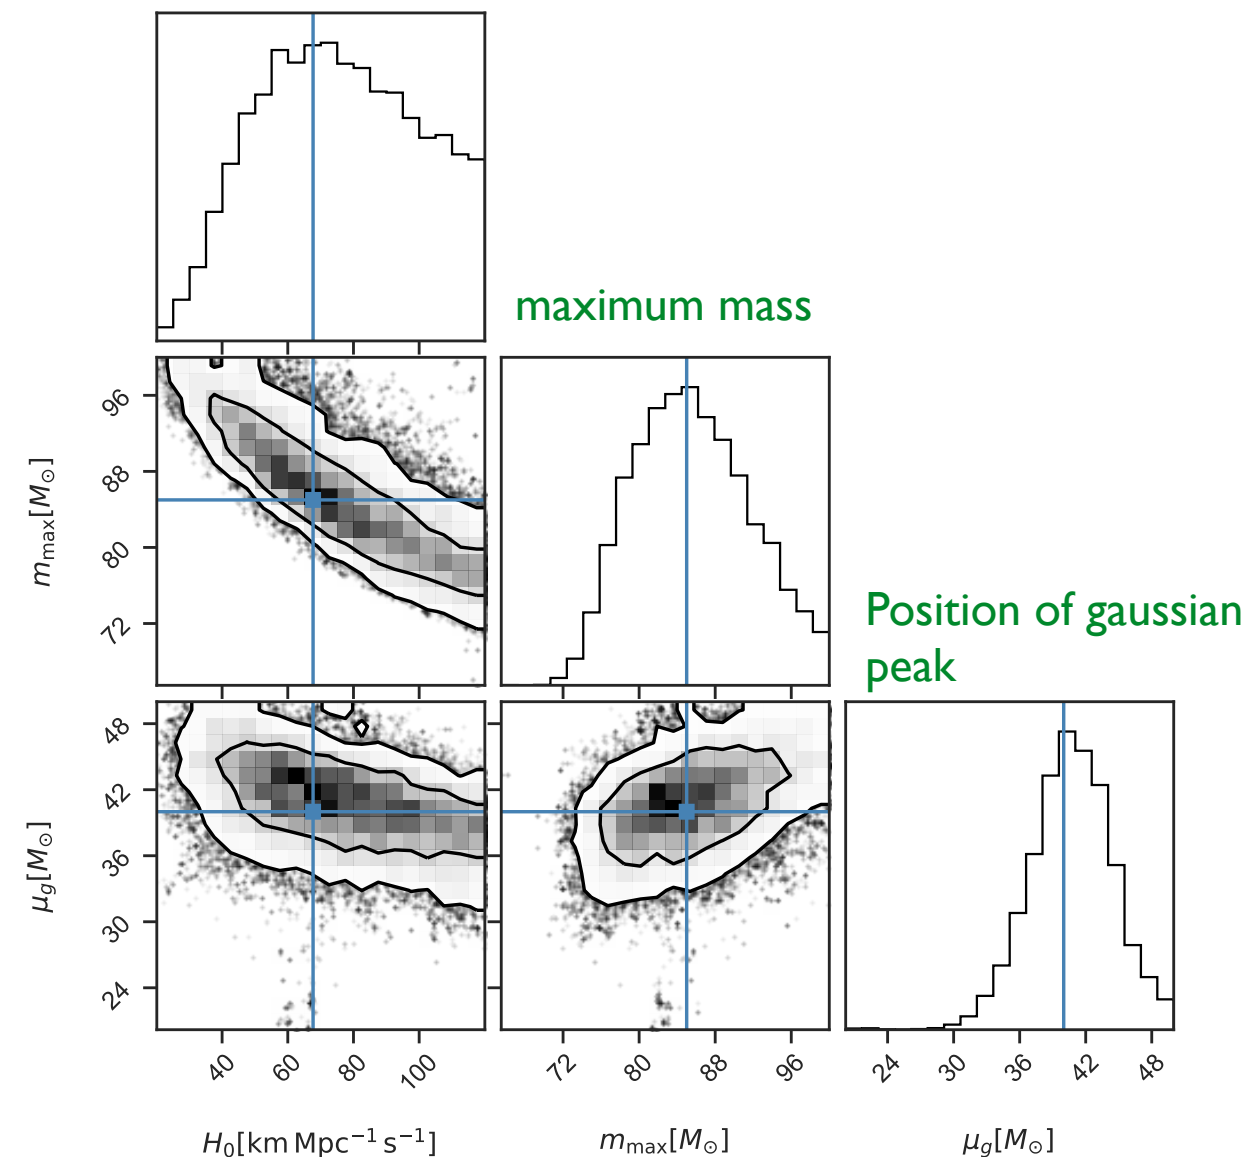 maximum mass
96
88
80
72
m_max[M_⊙]
Position of gaussian
peak
48
42
36
30
24
μ_g[M_⊙]
40 60 80 100
72 80 88 96
24 30 36 42 48
H_0[km Mpc^−1 s^−1]
m_max[M_⊙]
μ_g[M_⊙]